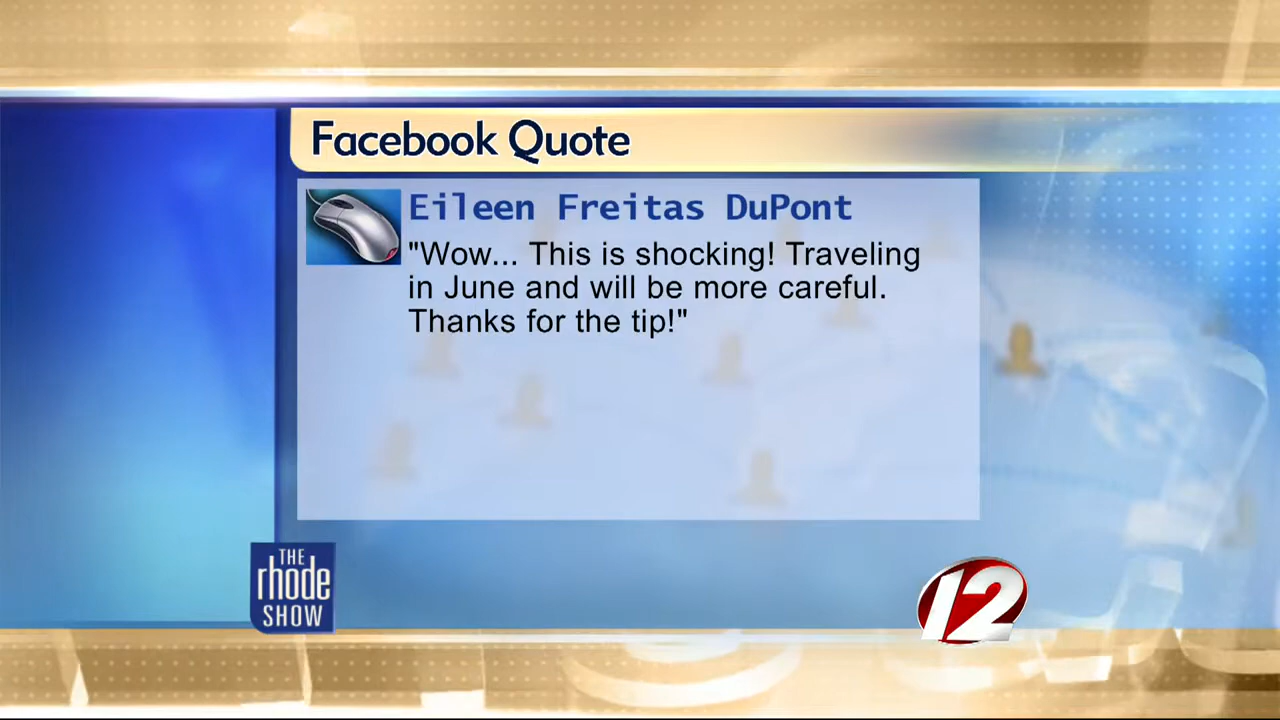 Facebook Quote
Eileen Freitas DuPont
"Wow... This is shocking! Traveling
in June and will be more careful.
Thanks for the tip!"
THE
rhode
SHOW
12